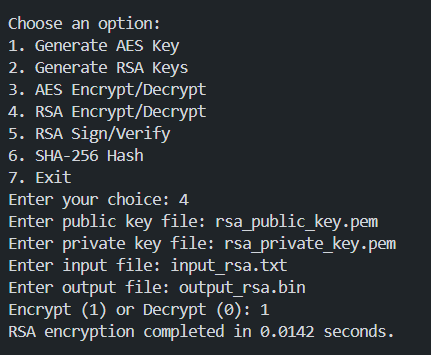 Choose an option:
1. Generate AES Key
2. Generate RSA Keys
3. AES Encrypt/Decrypt
4. RSA Encrypt/Decrypt
5. RSA Sign/Verify
6. SHA-256 Hash
7. Exit
Enter your choice: 4
Enter public key file: rsa_public_key.pem
Enter private key file: rsa_private_key.pem
Enter input file: input_rsa.txt
Enter output file: output_rsa.bin
Encrypt (1) or Decrypt (0): 1
RSA encryption completed in 0.0142 seconds.